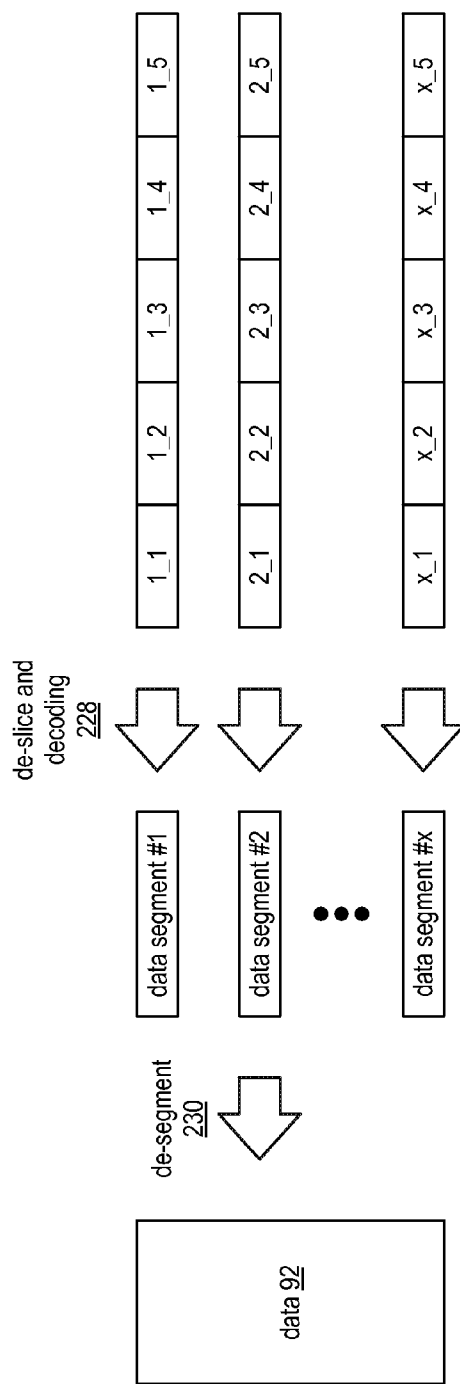 data 92
de-segment
230
data segment #1
data segment #2
data segment #x
de-slice and
decoding
228
1_1 1_2 1_3 1_4 1_5
2_1 2_2 2_3 2_4 2_5
x_1 x_2 x_3 x_4 x_5